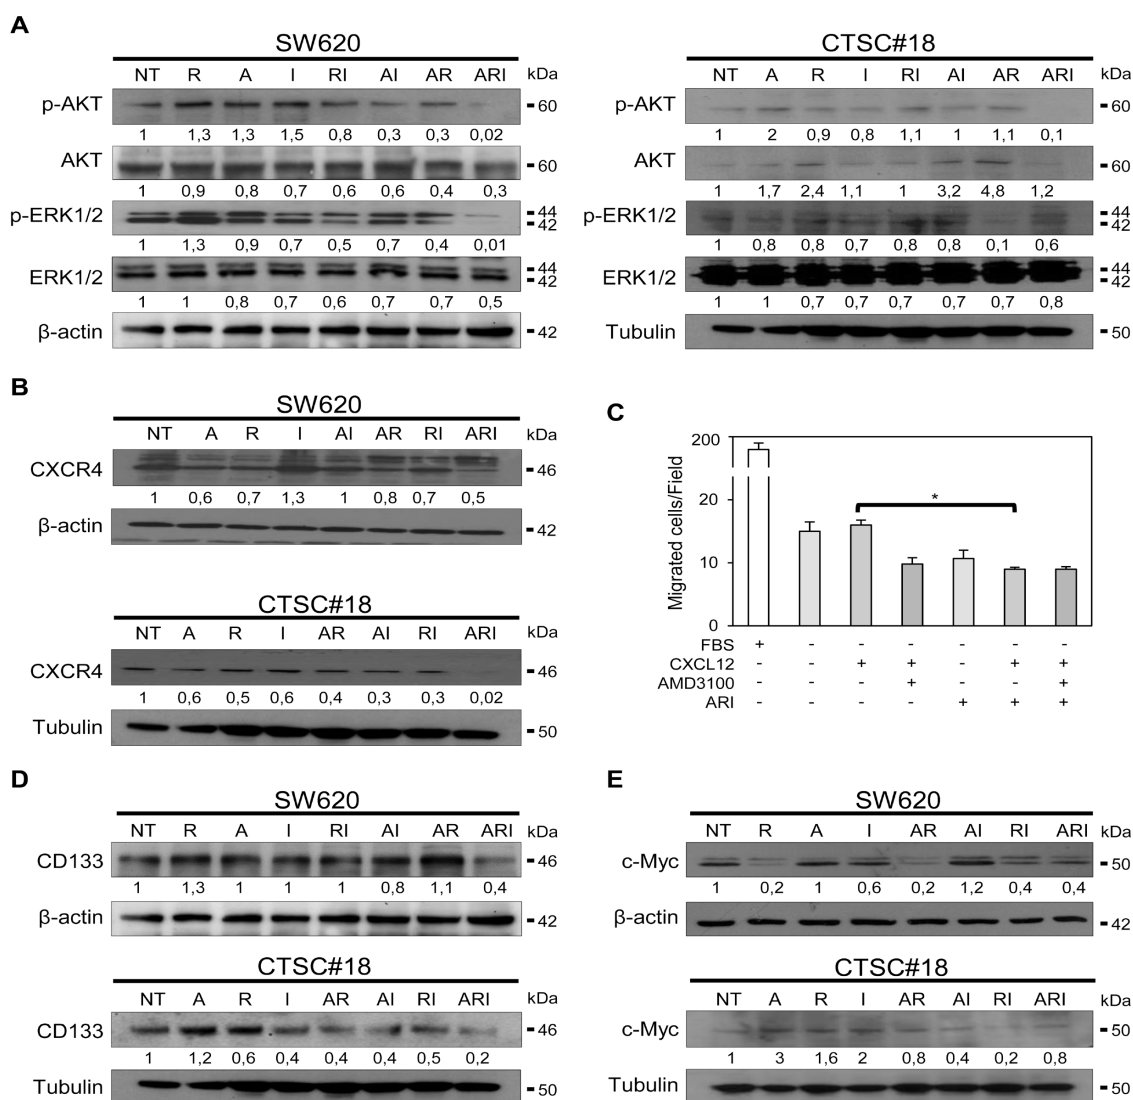 A
SW620
NT R A I RI AI AR ARI kDa
p-AKT 60
1 1,3 1,3 1,5 0,8 0,3 0,3 0,02
AKT 60
1 0,9 0,8 0,7 0,6 0,6 0,4 0,3
p-ERK1/2 44
42
1 1,3 0,9 0,7 0,5 0,7 0,4 0,01
ERK1/2 44
42
1 1 0,8 0,7 0,6 0,7 0,7 0,5
β-actin 42
CTSC#18
NT A R I RI AI AR ARI kDa
p-AKT 60
1 2 0,9 0,8 1,1 1 1,1 0,1
AKT 60
1 1,7 2,4 1,1 1 3,2 4,8 1,2
p-ERK1/2 44
42
1 0,8 0,8 0,7 0,8 0,8 0,1 0,6
ERK1/2 44
42
1 1 0,7 0,7 0,7 0,7 0,7 0,8
Tubulin 50
B
SW620
NT A R I AI AR RI ARI kDa
CXCR4 46
1 0,6 0,7 1,3 1 0,8 0,7 0,5
β-actin 42
CTSC#18
NT A R I AR AI RI ARI kDa
CXCR4 46
1 0,6 0,5 0,6 0,4 0,3 0,3 0,02
Tubulin 50
C
Migrated cells/Field
200
20
10
0
*
FBS + - - - - - -
CXCL12 - - + + - + +
AMD3100 - - - + - - +
ARI - - - - + + +
D
SW620
NT R A I RI AI AR ARI kDa
CD133 46
1 1,3 1 1 1 0,8 1,1 0,4
β-actin 42
CTSC#18
NT A R I AR AI RI ARI kDa
CD133 46
1 1,2 0,6 0,4 0,4 0,4 0,5 0,2
Tubulin 50
E
SW620
NT R A I AR AI RI ARI kDa
c-Myc 50
1 0,2 1 0,6 0,2 1,2 0,4 0,4
β-actin 42
CTSC#18
NT A R I AR AI RI ARI kDa
c-Myc 50
1 3 1,6 2 0,8 0,4 0,2 0,8
Tubulin 50